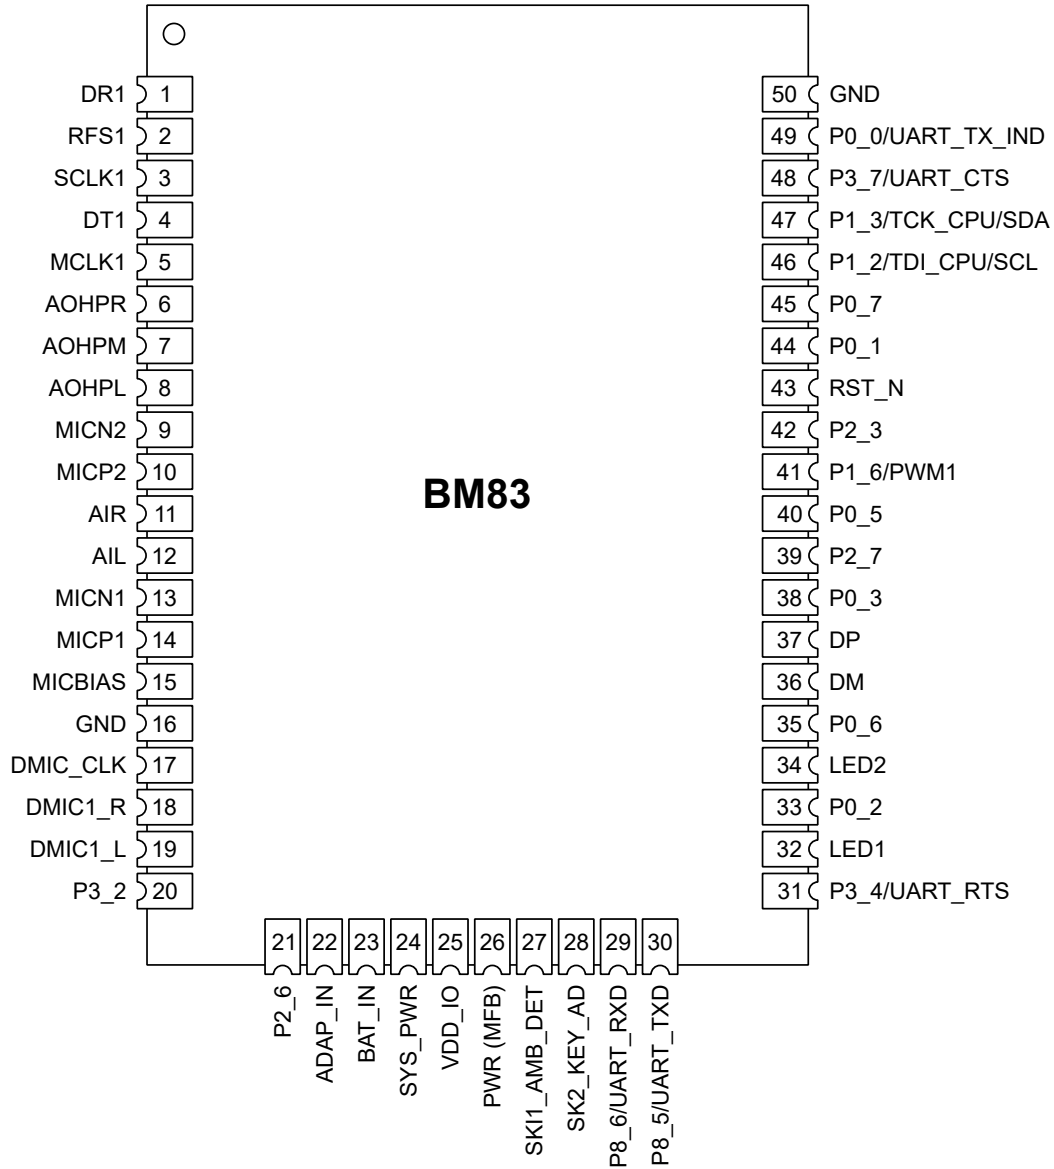 DR1 1
RFS1 2
SCLK1 3
DT1 4
MCLK1 5
AOHPR 6
AOHPM 7
AOHPL 8
MICN2 9
MICP2 10
AIR 11
AIL 12
MICN1 13
MICP1 14
MICBIAS 15
GND 16
DMIC_CLK 17
DMIC1_R 18
DMIC1_L 19
P3_2 20
BM83
50 GND
49 P0_0/UART_TX_IND
48 P3_7/UART_CTS
47 P1_3/TCK_CPU/SDA
46 P1_2/TDI_CPU/SCL
45 P0_7
44 P0_1
43 RST_N
42 P2_3
41 P1_6/PWM1
40 P0_5
39 P2_7
38 P0_3
37 DP
36 DM
35 P0_6
34 LED2
33 P0_2
32 LED1
31 P3_4/UART_RTS
21 P2_6
22 ADAP_IN
23 BAT_IN
24 SYS_PWR
25 VDD_IO
26 PWR (MFB)
27 SKI1_AMB_DET
28 SK2_KEY_AD
29 P8_6/UART_RXD
30 P8_5/UART_TXD